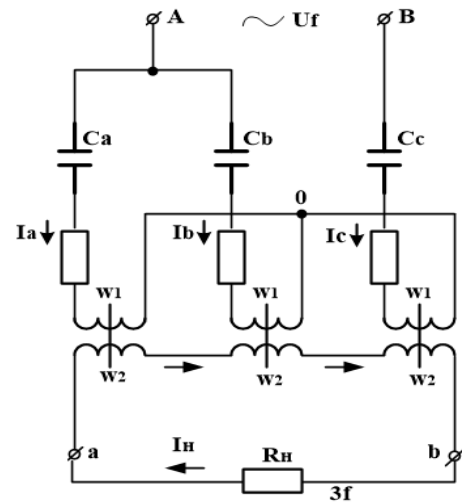 A Uf B
Ca Cb Cc
0
Ia Ib Ic
W1 W1 W1
W2 W2 W2
a b
IH RH
3f